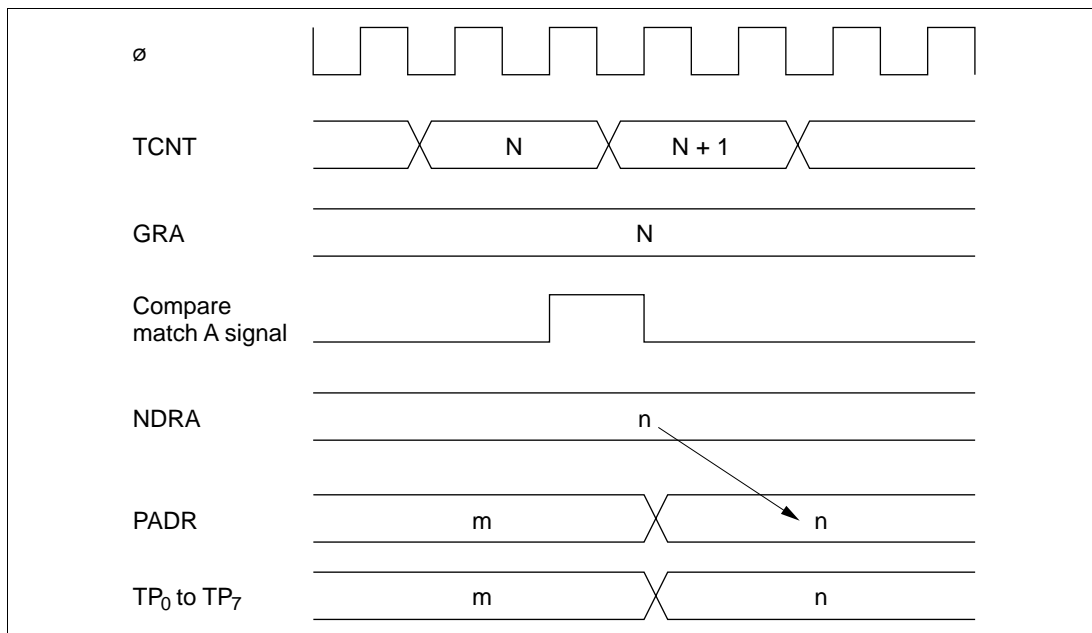 ø
TCNT N N + 1
GRA N
Compare
match A signal
NDRA n
PADR m n
TP₀ to TP₇ m n